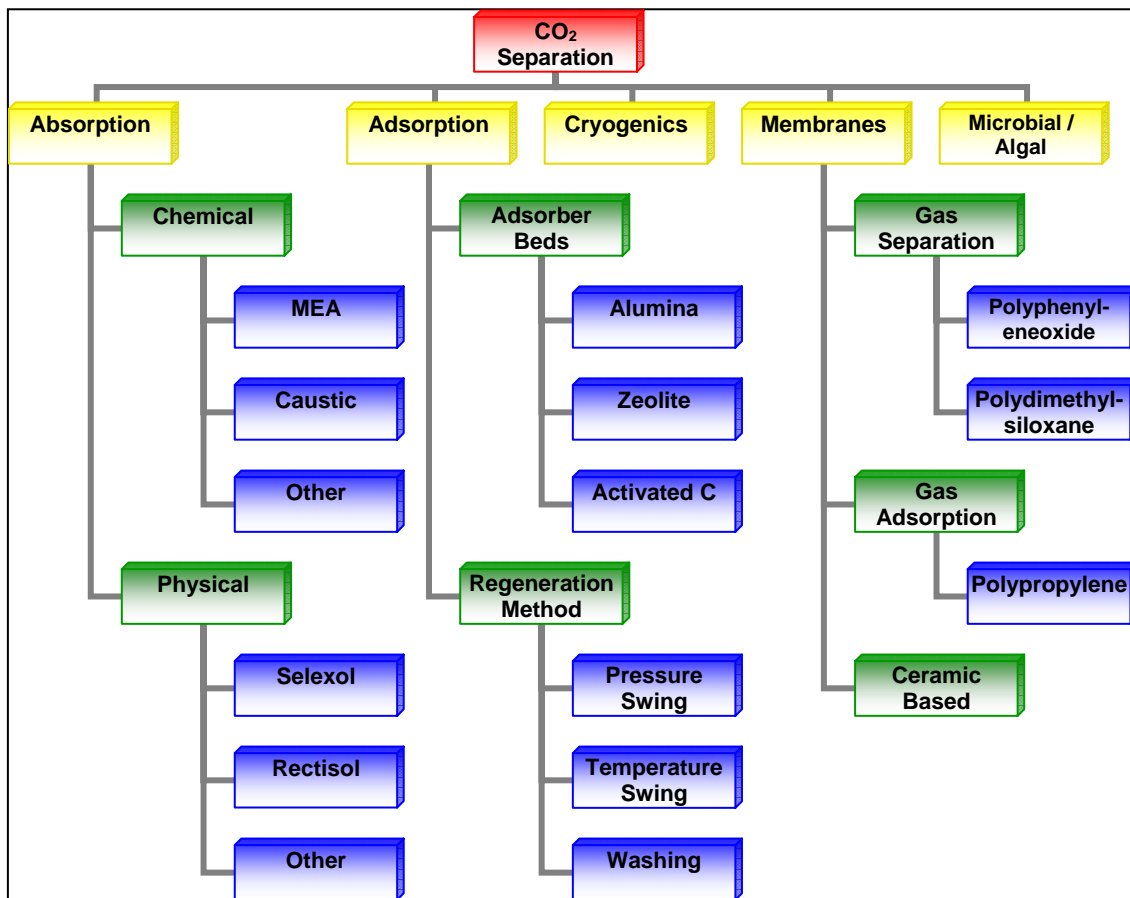 CO₂
Separation
Absorption
Adsorption
Cryogenics
Membranes
Microbial /
Algal
Chemical
MEA
Caustic
Other
Physical
Selexol
Rectisol
Other
Adsorber
Beds
Alumina
Zeolite
Activated C
Regeneration
Method
Pressure
Swing
Temperature
Swing
Washing
Gas
Separation
Polyphenyl-
eneoxide
Polydimethyl-
siloxane
Gas
Adsorption
Polypropylene
Ceramic
Based